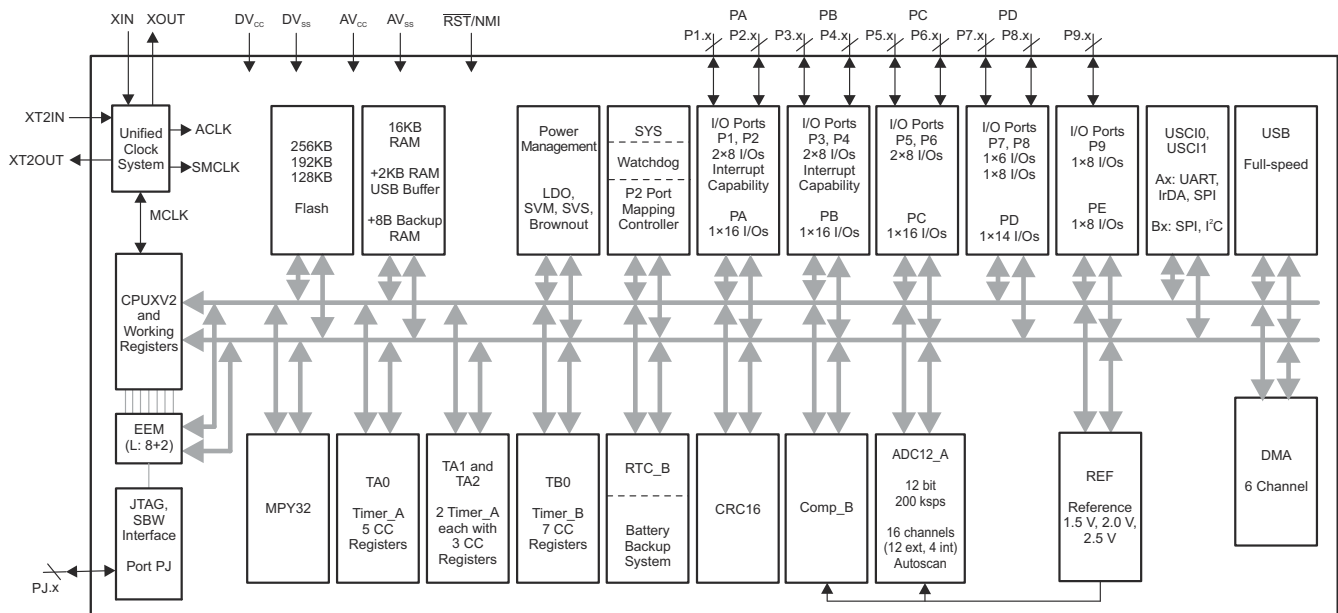 XIN XOUT DVCC DVSS AVCC AVSS RST/NMI PA PB PC PD
P1.x P2.x P3.x P4.x P5.x P6.x P7.x P8.x P9.x
XT2IN
XT2OUT
Unified
Clock
System
ACLK
SMCLK
MCLK
256KB
192KB
128KB
Flash
16KB
RAM
+2KB RAM
USB Buffer
+8B Backup
RAM
Power
Management
LDO,
SVM, SVS,
Brownout
SYS
Watchdog
P2 Port
Mapping
Controller
I/O Ports
P1, P2
2×8 I/Os
Interrupt
Capability
PA
1×16 I/Os
I/O Ports
P3, P4
2×8 I/Os
Interrupt
Capability
PB
1×16 I/Os
I/O Ports
P5, P6
2×8 I/Os
PC
1×16 I/Os
I/O Ports
P7, P8
1×6 I/Os
1×8 I/Os
PD
1×14 I/Os
I/O Ports
P9
1×8 I/Os
PE
1×8 I/Os
USCI0,
USCI1
Ax: UART,
IrDA, SPI
Bx: SPI, I²C
USB
Full-speed
CPUXV2
and
Working
Registers
EEM
(L: 8+2)
JTAG,
SBW
Interface
Port PJ
PJ.x
MPY32
TA0
Timer_A
5 CC
Registers
TA1 and
TA2
2 Timer_A
each with
3 CC
Registers
TB0
Timer_B
7 CC
Registers
RTC_B
Battery
Backup
System
CRC16
Comp_B
ADC12_A
12 bit
200 ksps
16 channels
(12 ext, 4 int)
Autoscan
REF
Reference
1.5 V, 2.0 V,
2.5 V
DMA
6 Channel